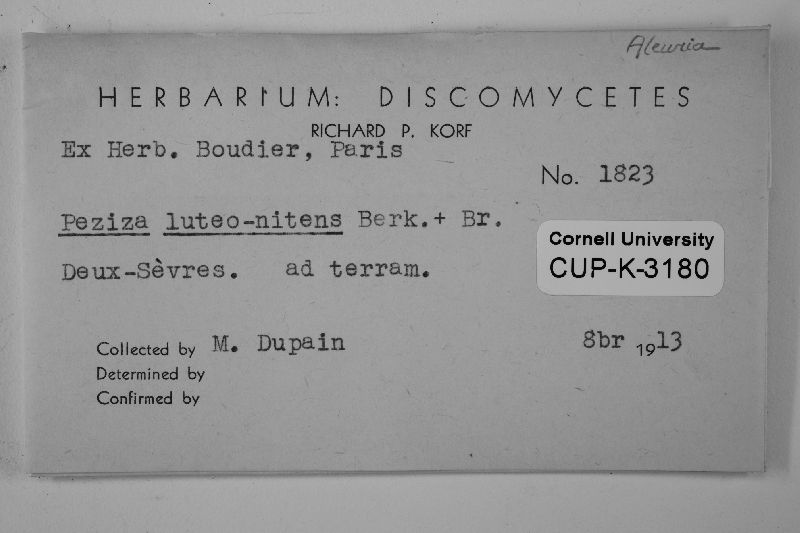 Aleuria
HERBARIUM: DISCOMYCETES
RICHARD P. KORF
Ex Herb. Boudier, Paris
No. 1823
Peziza luteo-nitens Berk.+ Br.
Cornell University
CUP-K-3180
Deux-Sèvres. ad terram.
Collected by M. Dupain 8br 1913
Determined by
Confirmed by